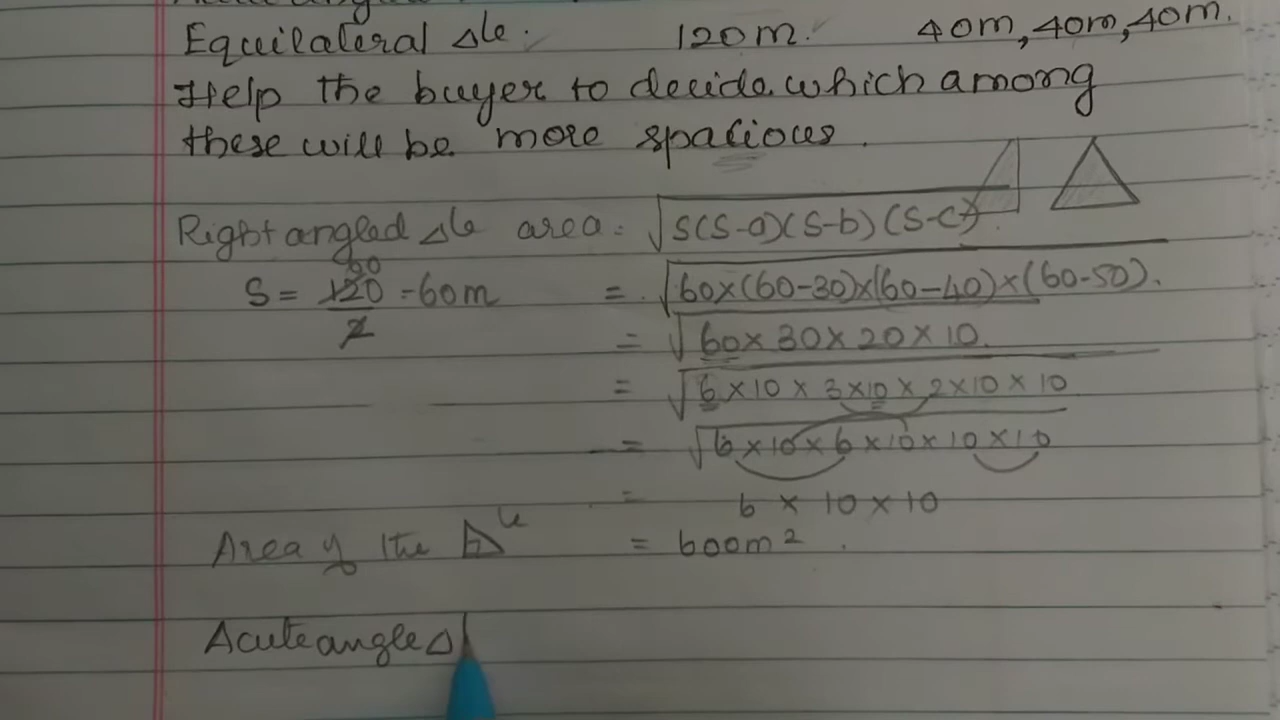 Equilateral △le. 120m. 40m, 40m, 40m.
Help the buyer to decide which among
these will be more spacious.
Right angled △le area = √s(s-a)(s-b)(s-c)
60
S = 120 = 60m = √60×(60-30)×(60-40)×(60-50).
2
= √60×30×20×10.
= √6×10×3×10×2×10×10
= √6×10×6×10×10×10
= 6×10×10
Area of the △le = 600m².
Acute angle △